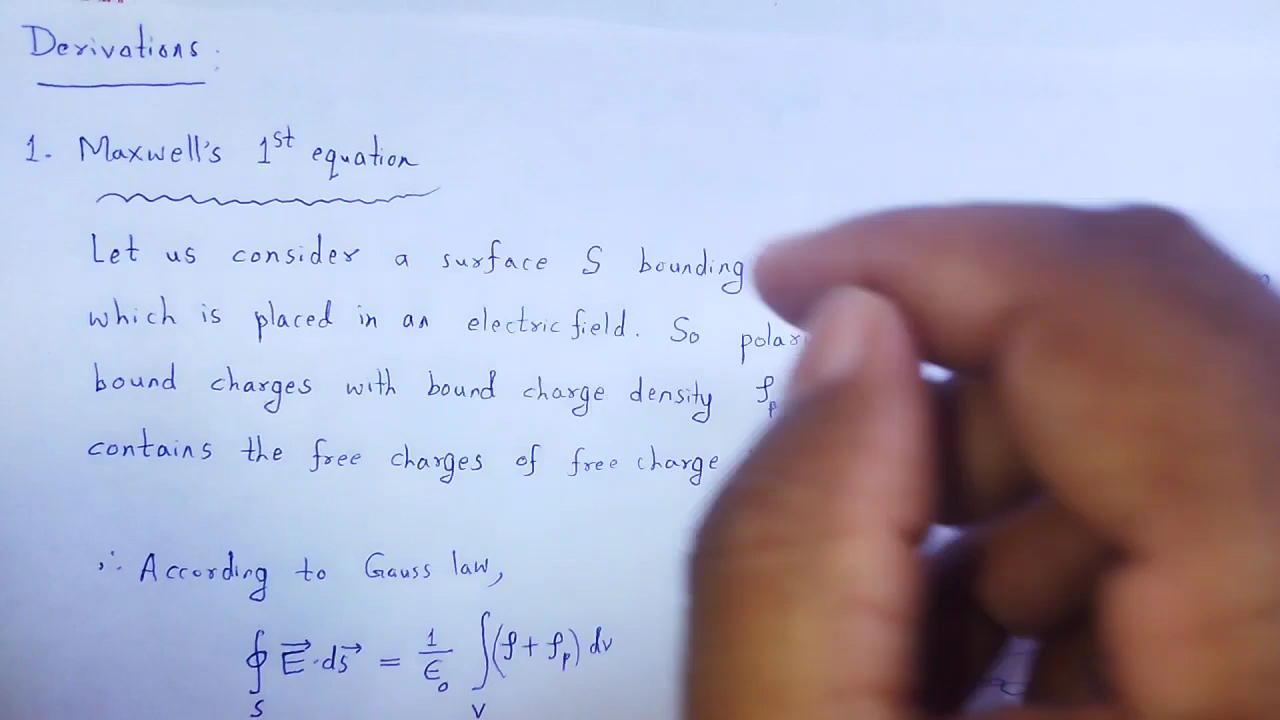 Derivations:
1. Maxwell's 1st equation
Let us consider a surface S bounding
which is placed in an electric field. So
bound charges with bound charge density ρₚ
contains the free charges of free charge
∴ According to Gauss law,
∮_S E⃗·ds⃗ = 1/ϵ₀ ∫_V (ρ + ρₚ) dv